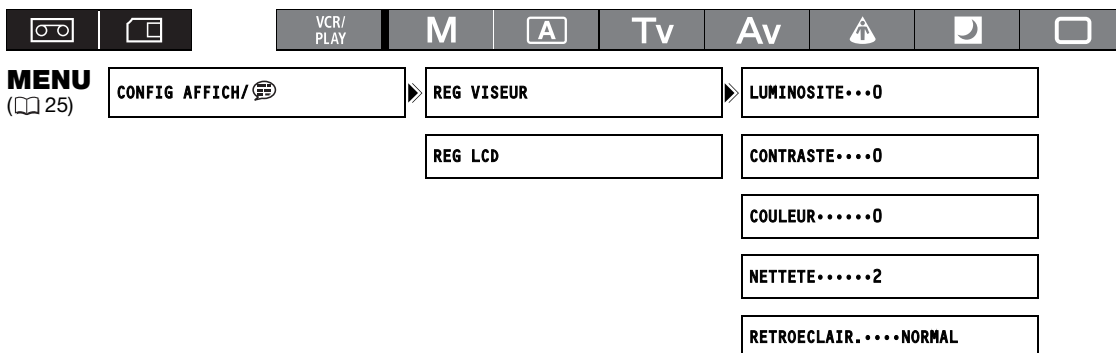 VCR/
PLAY
M
A
Tv
Av
MENU
(25)
CONFIG AFFICH/
REG VISEUR
LUMINOSITE•••0
REG LCD
CONTRASTE••••0
COULEUR••••••0
NETTETE••••••2
RETROECLAIR.••••NORMAL